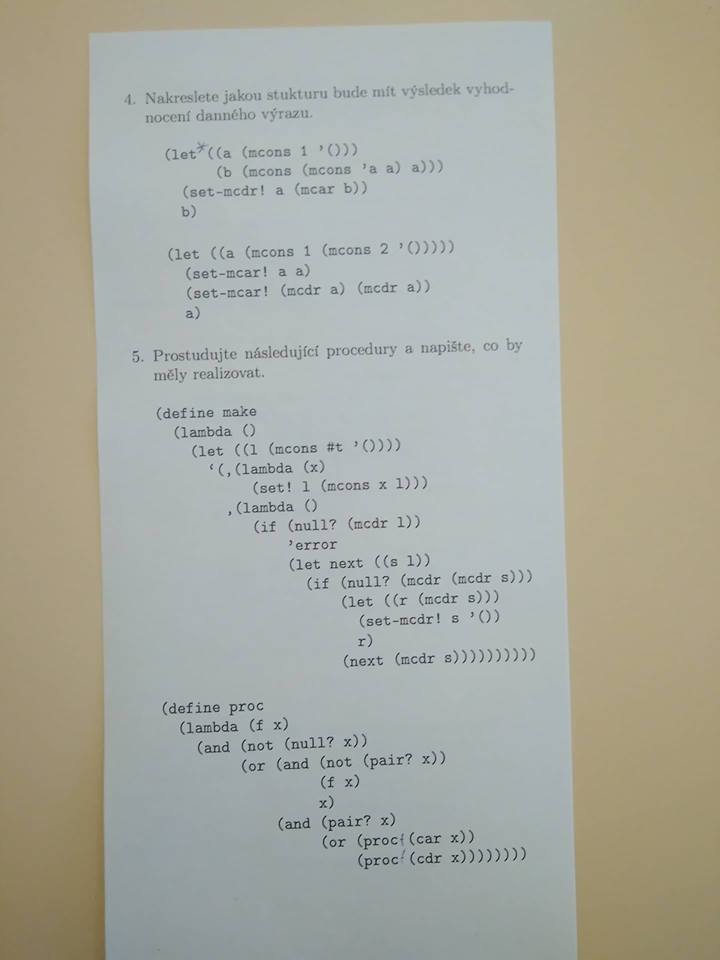 4. Nakreslete jakou stukturu bude mít výsledek vyhod-
nocení danného výrazu.
(let* ((a (mcons 1 '()))
(b (mcons (mcons 'a a) a)))
(set-mcdr! a (mcar b))
b)
(let ((a (mcons 1 (mcons 2 '()))))
(set-mcar! a a)
(set-mcar! (mcdr a) (mcdr a))
a)
5. Prostudujte následující procedury a napište, co by
měly realizovat.
(define make
(lambda ()
(let ((l (mcons #t '())))
‘(,(lambda (x)
(set! l (mcons x l)))
,(lambda ()
(if (null? (mcdr l))
'error
(let next ((s l))
(if (null? (mcdr (mcdr s)))
(let ((r (mcdr s)))
(set-mcdr! s '())
r)
(next (mcdr s))))))))))
(define proc
(lambda (f x)
(and (not (null? x))
(or (and (not (pair? x))
(f x)
x)
(and (pair? x)
(or (proc f (car x))
(proc f (cdr x))))))))